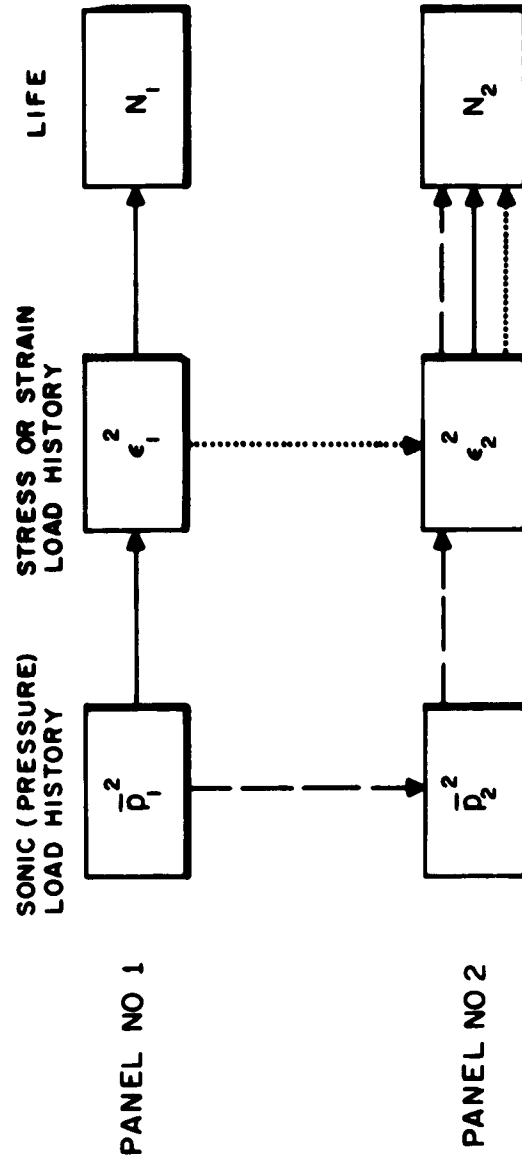 SONIC (PRESSURE)
LOAD HISTORY
STRESS OR STRAIN
LOAD HISTORY
LIFE
PANEL NO 1
p̅₁²
ϵ₁²
N₁
PANEL NO 2
p̅₂²
ϵ₂²
N₂